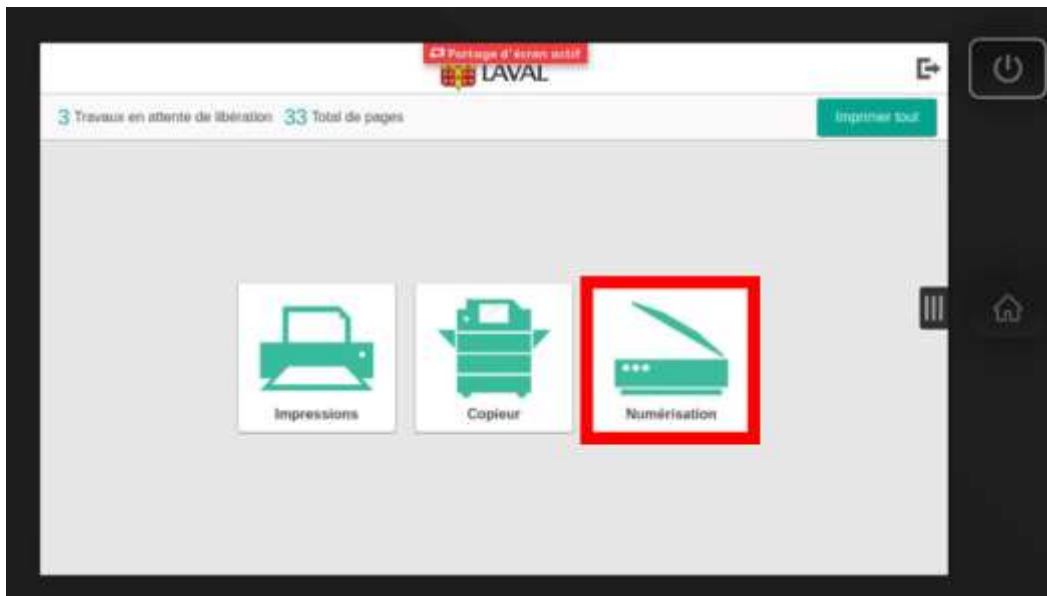 Partage d'écran actif
LAVAL
3 Travaux en attente de libération 33 Total de pages
Imprimer tout
Impressions
Copieur
Numérisation